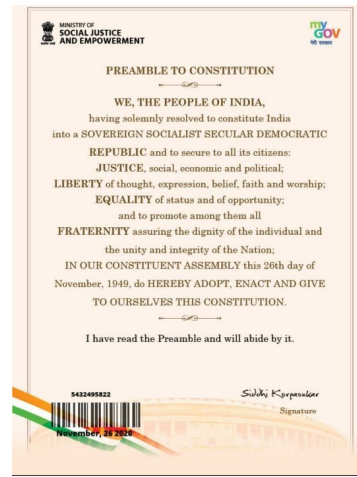 MINISTRY OF
SOCIAL JUSTICE
AND EMPOWERMENT
my
GOV
मेरी सरकार
PREAMBLE TO CONSTITUTION
WE, THE PEOPLE OF INDIA,
having solemnly resolved to constitute India
into a SOVEREIGN SOCIALIST SECULAR DEMOCRATIC
REPUBLIC and to secure to all its citizens:
JUSTICE, social, economic and political;
LIBERTY of thought, expression, belief, faith and worship;
EQUALITY of status and of opportunity;
and to promote among them all
FRATERNITY assuring the dignity of the individual and
the unity and integrity of the Nation;
IN OUR CONSTITUENT ASSEMBLY this 26th day of
November, 1949, do HEREBY ADOPT, ENACT AND GIVE
TO OURSELVES THIS CONSTITUTION.
I have read the Preamble and will abide by it.
5432495822
November, 26 2020
Siddhi Korgaonkar
Signature